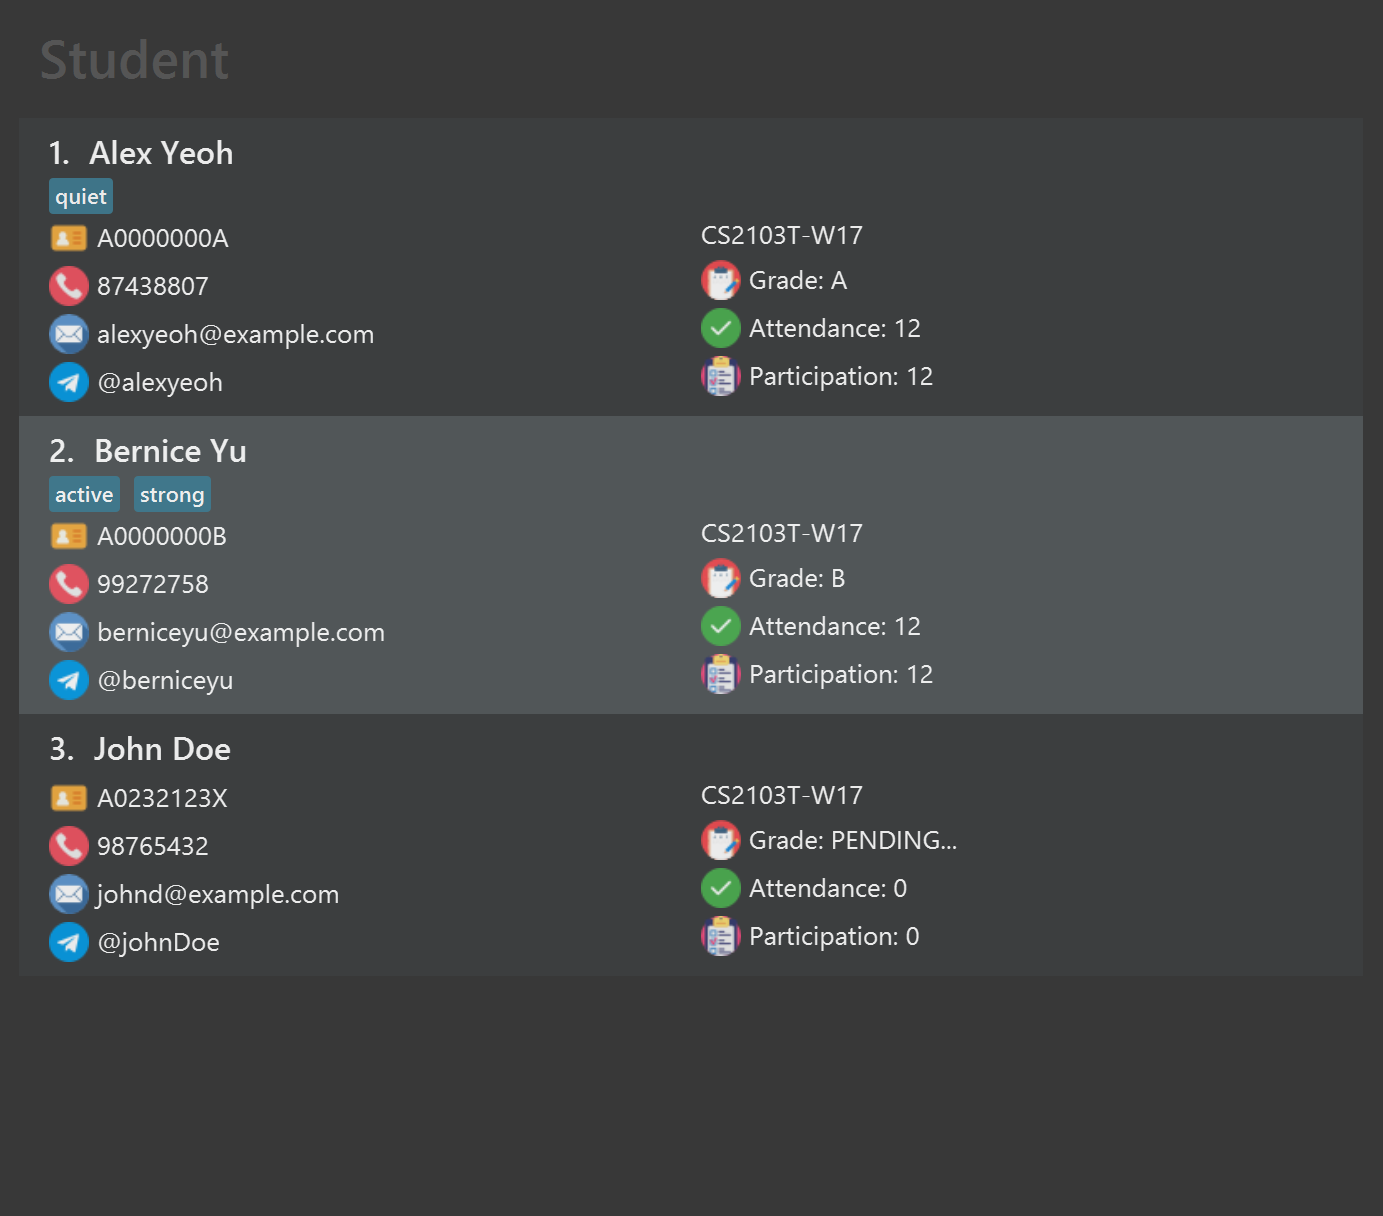 Student
1. Alex Yeoh
quiet
A0000000A
87438807
alexyeoh@example.com
@alexyeoh
CS2103T-W17
Grade: A
Attendance: 12
Participation: 12
2. Bernice Yu
active strong
A0000000B
99272758
berniceyu@example.com
@berniceyu
CS2103T-W17
Grade: B
Attendance: 12
Participation: 12
3. John Doe
A0232123X
98765432
johnd@example.com
@johnDoe
CS2103T-W17
Grade: PENDING...
Attendance: 0
Participation: 0